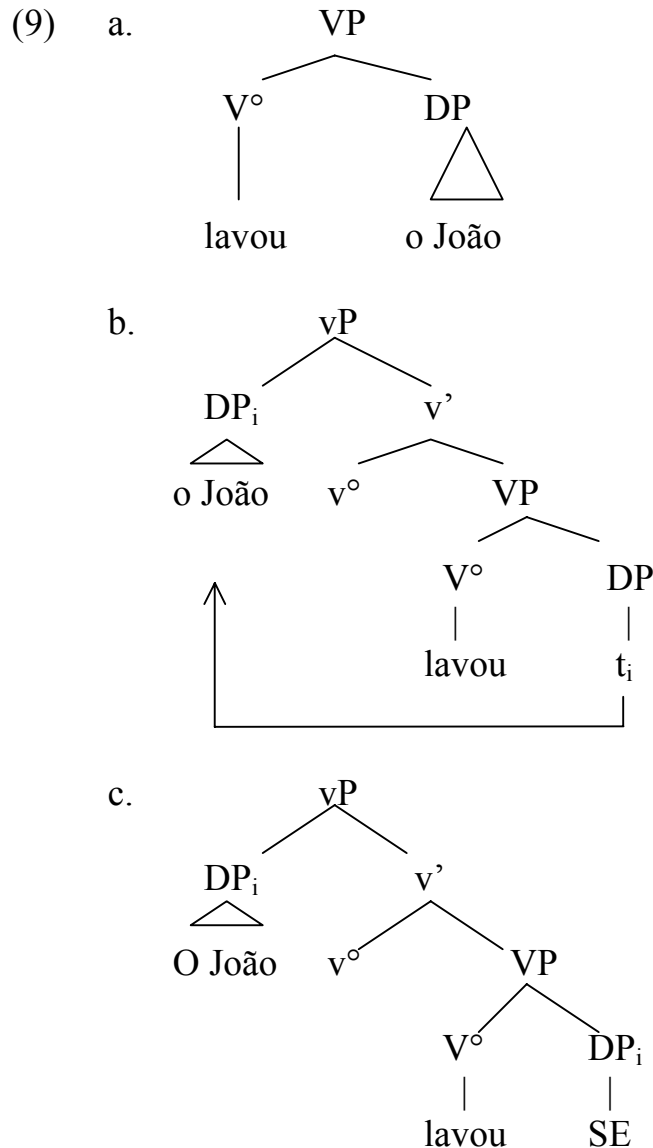 (9) a. VP
V° DP
lavou o João
b. vP
DPi v’
o João v° VP
V° DP
lavou ti
c. vP
DPi v’
O João v° VP
V° DPi
lavou SE